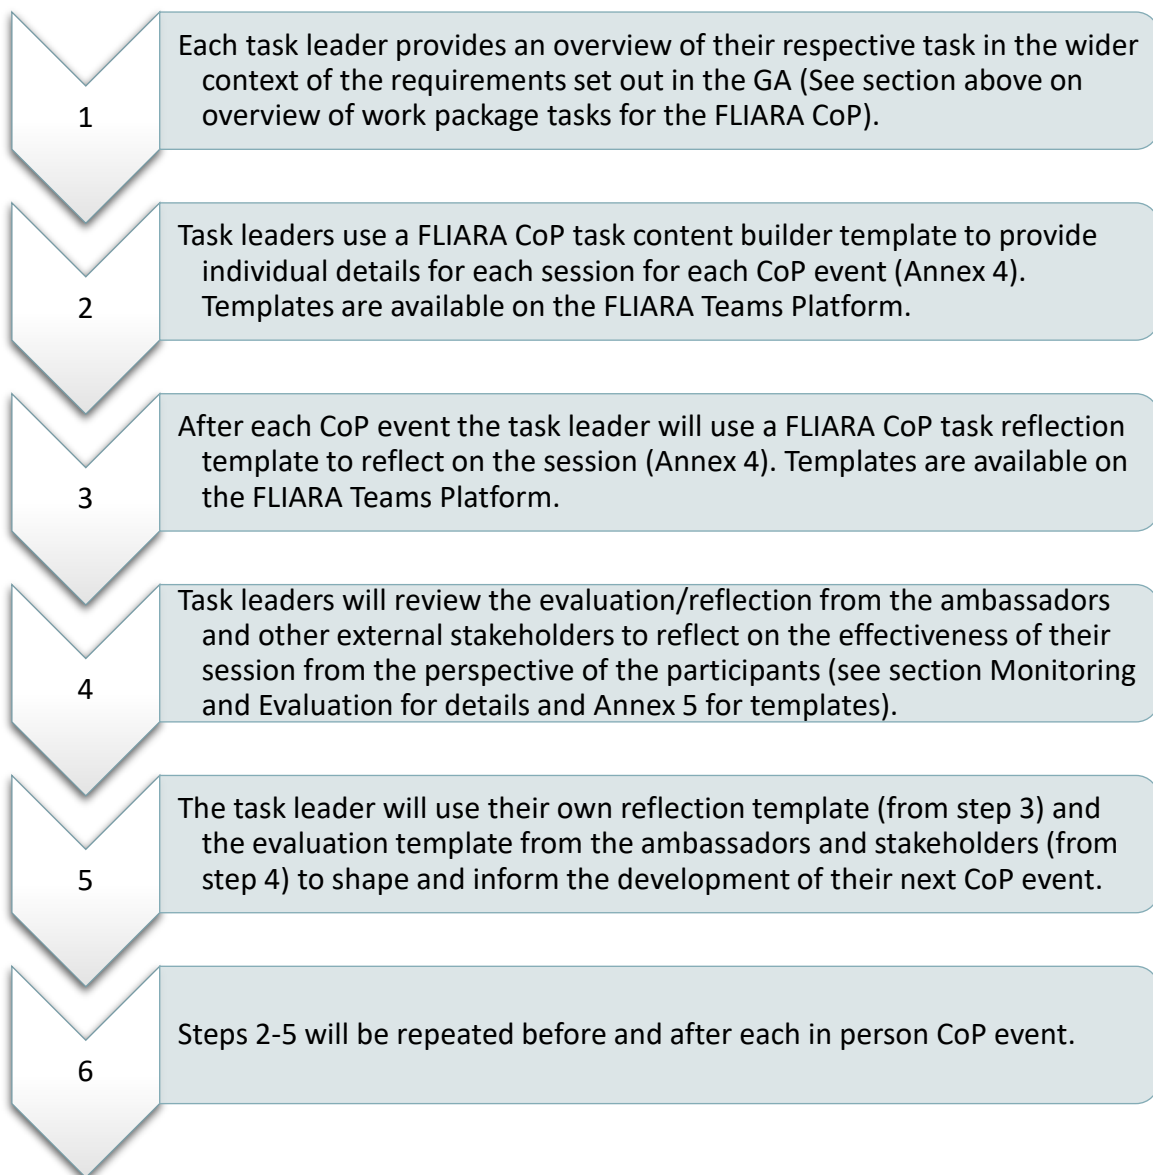 1
Each task leader provides an overview of their respective task in the wider
context of the requirements set out in the GA (See section above on
overview of work package tasks for the FLIARA CoP).
2
Task leaders use a FLIARA CoP task content builder template to provide
individual details for each session for each CoP event (Annex 4).
Templates are available on the FLIARA Teams Platform.
3
After each CoP event the task leader will use a FLIARA CoP task reflection
template to reflect on the session (Annex 4). Templates are available on
the FLIARA Teams Platform.
4
Task leaders will review the evaluation/reflection from the ambassadors
and other external stakeholders to reflect on the effectiveness of their
session from the perspective of the participants (see section Monitoring
and Evaluation for details and Annex 5 for templates).
5
The task leader will use their own reflection template (from step 3) and
the evaluation template from the ambassadors and stakeholders (from
step 4) to shape and inform the development of their next CoP event.
6
Steps 2-5 will be repeated before and after each in person CoP event.